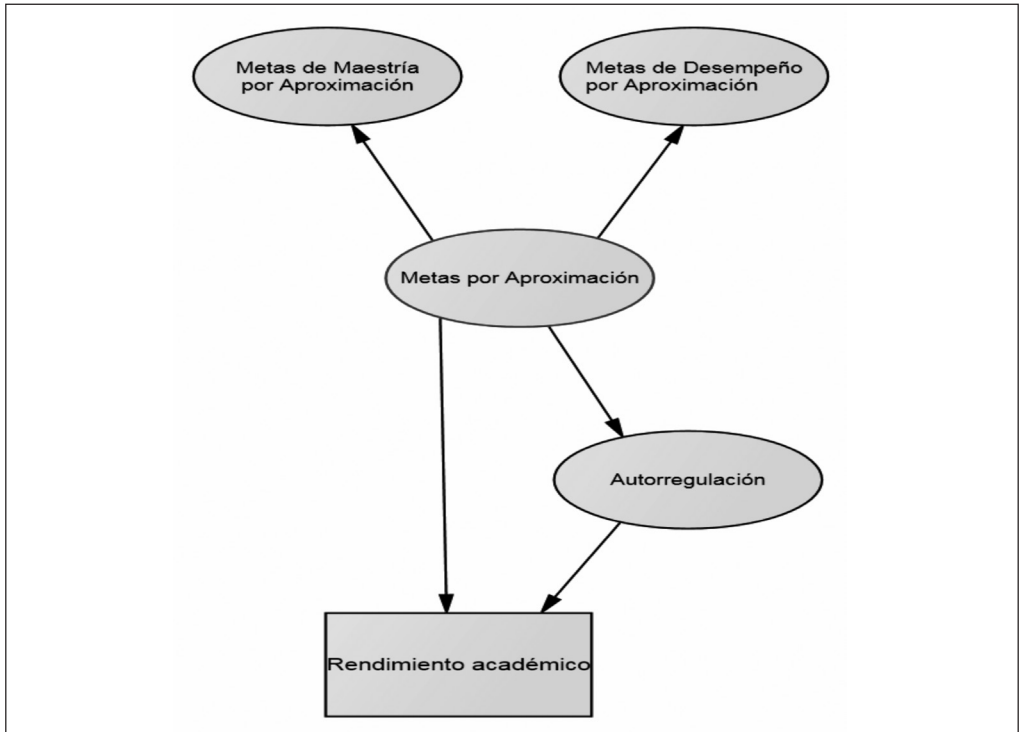 Metas de Maestría
por Aproximación
Metas de Desempeño
por Aproximación
Metas por Aproximación
Autorregulación
Rendimiento académico